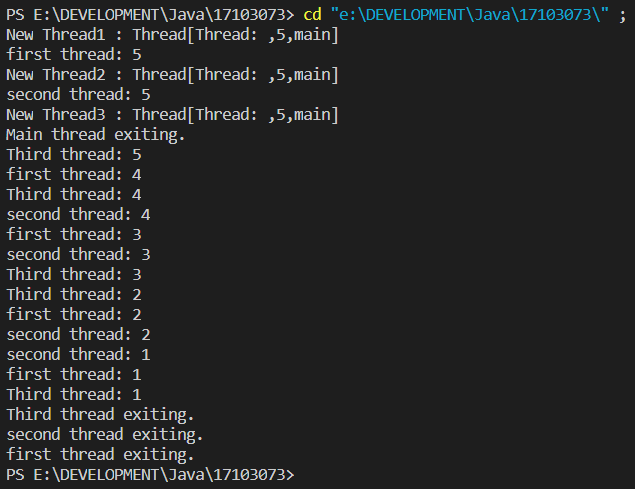 PS E:\DEVELOPMENT\Java\17103073> cd "e:\DEVELOPMENT\Java\17103073\" ;
New Thread1 : Thread[Thread: ,5,main]
first thread: 5
New Thread2 : Thread[Thread: ,5,main]
second thread: 5
New Thread3 : Thread[Thread: ,5,main]
Main thread exiting.
Third thread: 5
first thread: 4
Third thread: 4
second thread: 4
first thread: 3
second thread: 3
Third thread: 3
Third thread: 2
first thread: 2
second thread: 2
second thread: 1
first thread: 1
Third thread: 1
Third thread exiting.
second thread exiting.
first thread exiting.
PS E:\DEVELOPMENT\Java\17103073>